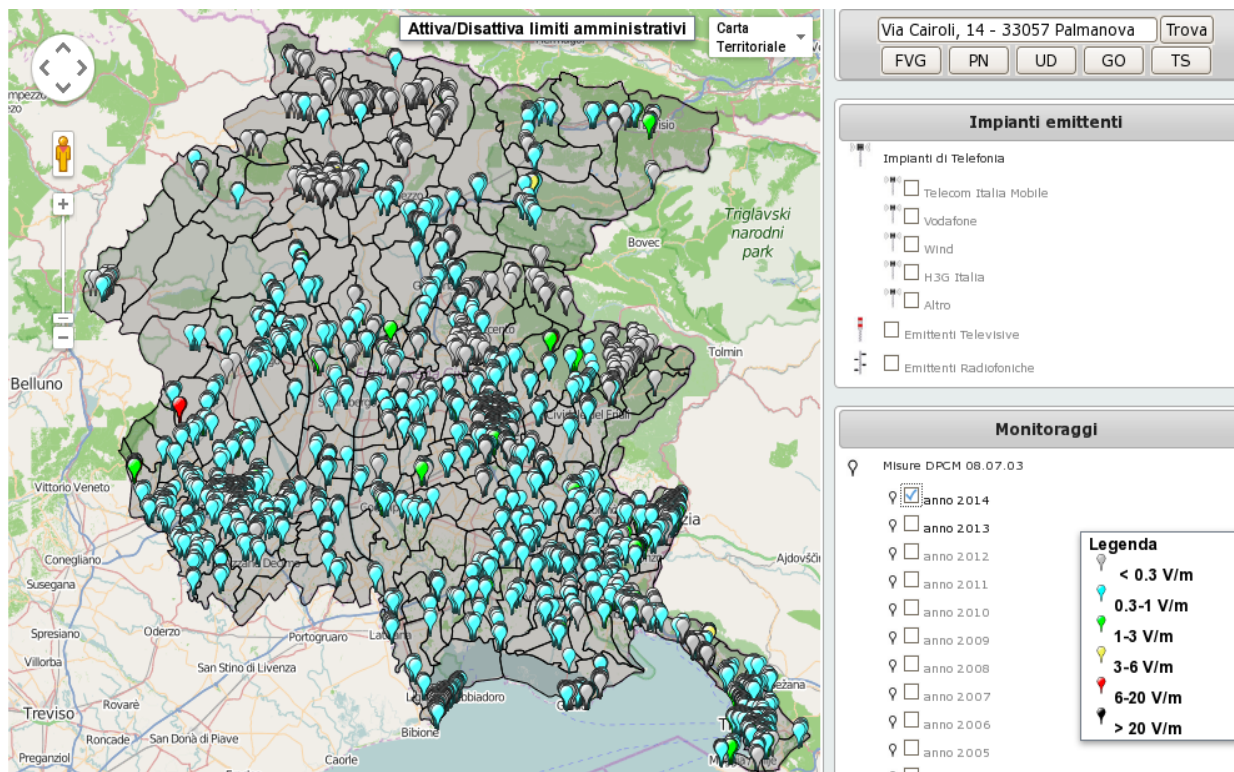 Attiva/Disattiva limiti amministrativi
Carta
Territoriale
Triglavski
narodni
park
Bovec
Tolmin
Belluno
Cividale del Friuli
Vittorio Veneto
Conegliano
Susegana
Ajdovščin
Spresiano
Oderzo
Portogruaro
Villorba
San Stino di Livenza
Treviso
Rovarè
Roncade
San Donà di Piave
Bibione
Preganziol
Caorle
Via Cairoli, 14 - 33057 Palmanova
Trova
FVG
PN
UD
GO
TS
Impianti emittenti
Impianti di Telefonia
Telecom Italia Mobile
Vodafone
Wind
H3G Italia
Altro
Emittenti Televisive
Emittenti Radiofoniche
Monitoraggi
Misure DPCM 08.07.03
anno 2014
anno 2013
anno 2012
anno 2011
anno 2010
anno 2009
anno 2008
anno 2007
anno 2006
anno 2005
Legenda
< 0.3 V/m
0.3-1 V/m
1-3 V/m
3-6 V/m
6-20 V/m
> 20 V/m